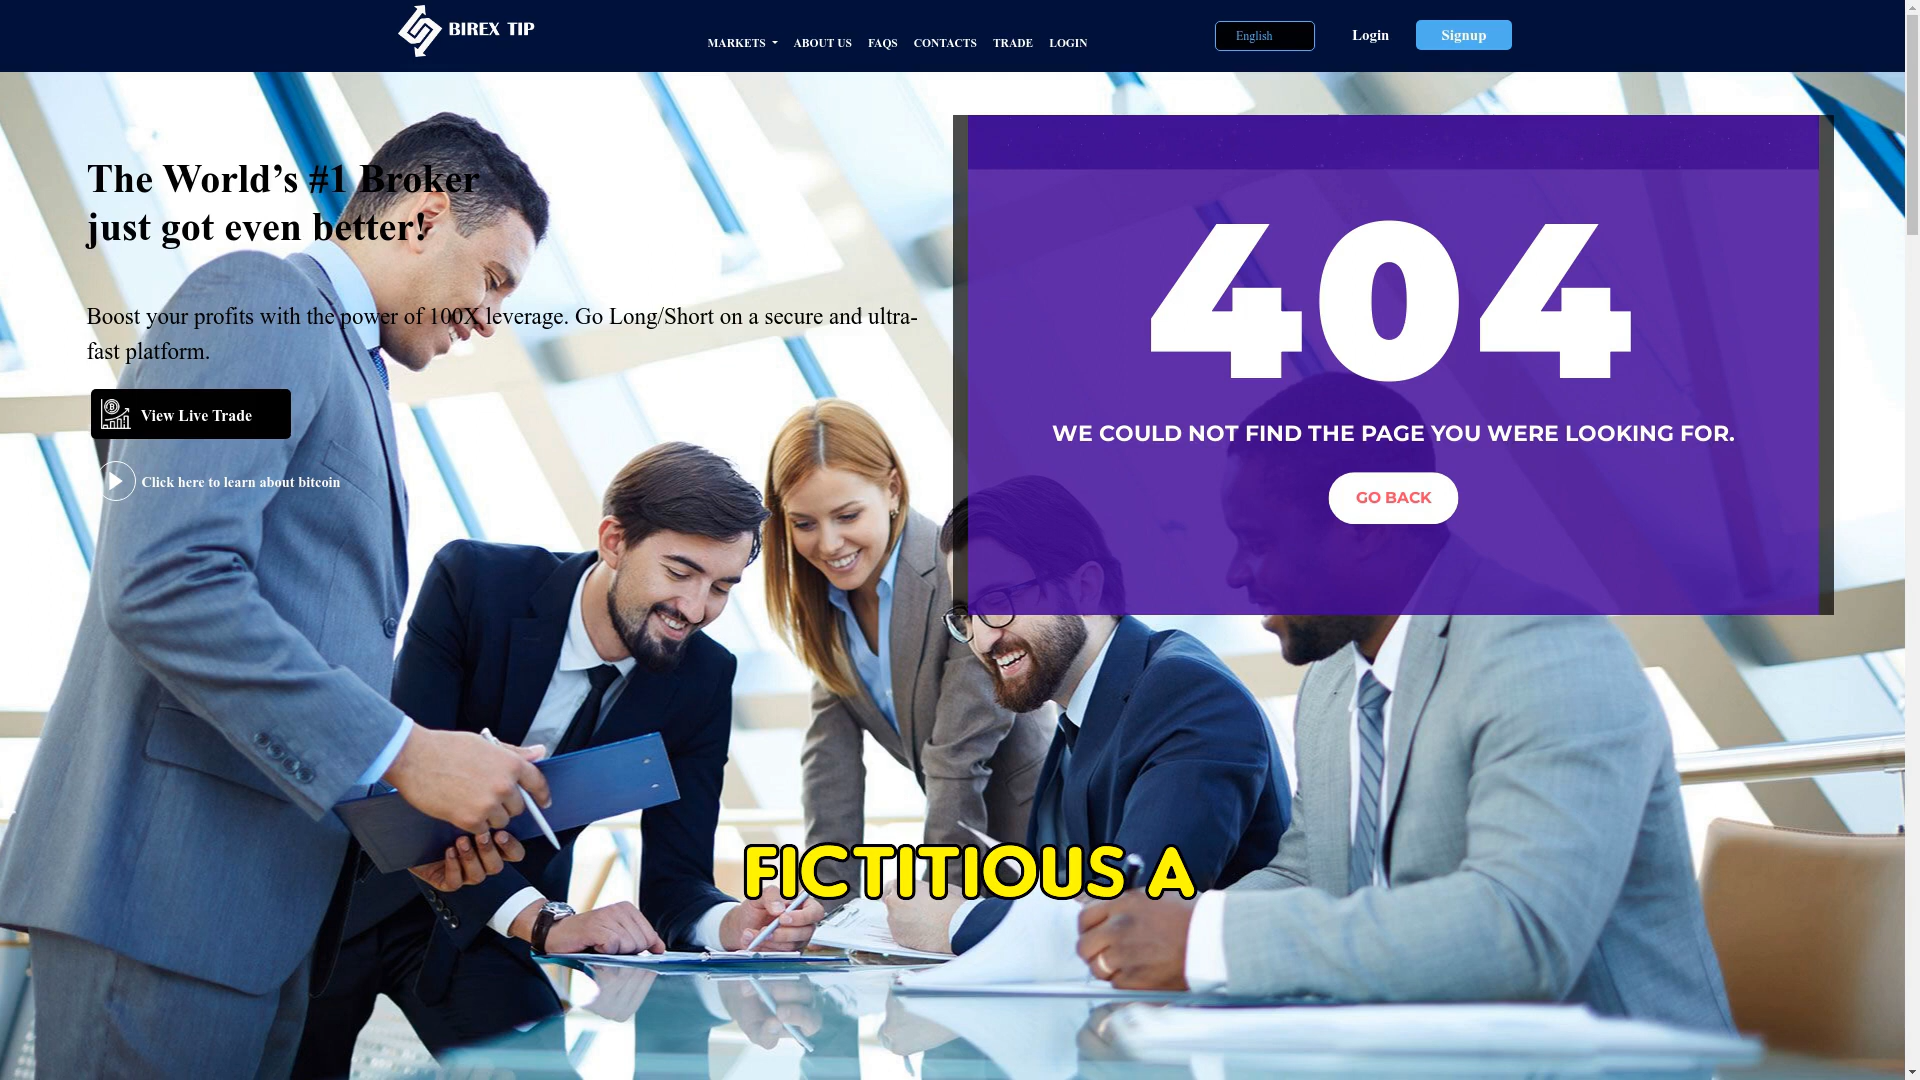 BIREX TIP
MARKETS ABOUT US FAQS CONTACTS TRADE LOGIN
English
Login
Signup
The World’s #1 Broker
just got even better!
Boost your profits with the power of 100X leverage. Go Long/Short on a secure and ultra-
fast platform.
View Live Trade
Click here to learn about bitcoin
404
WE COULD NOT FIND THE PAGE YOU WERE LOOKING FOR.
GO BACK
FICTITIOUS A